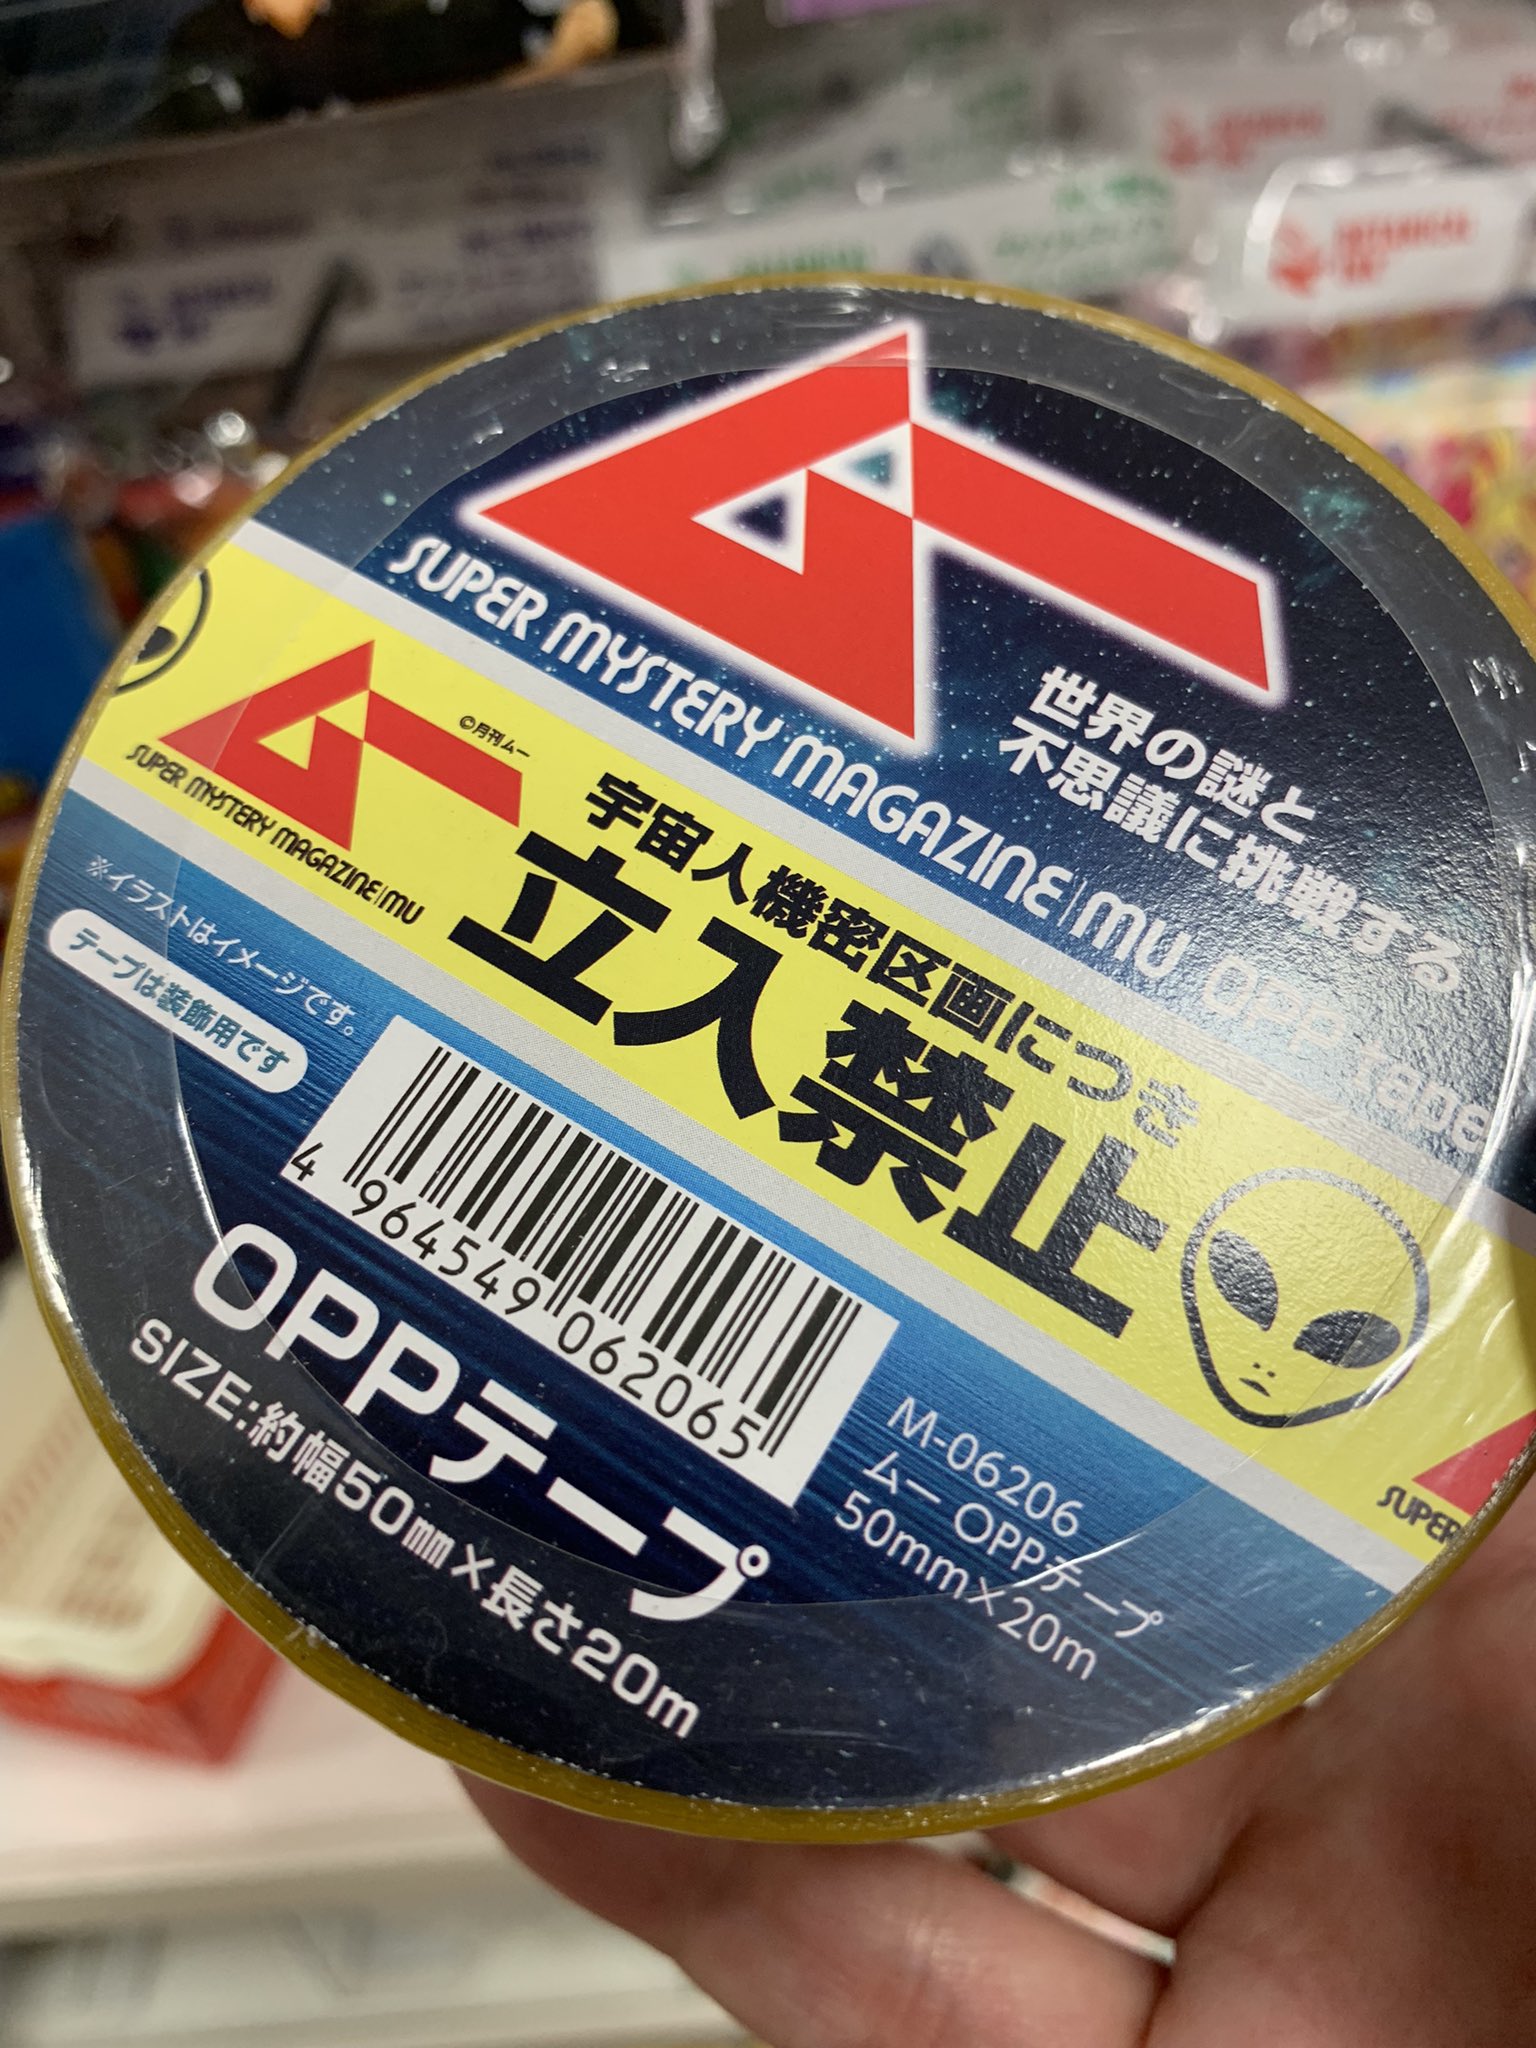 ムー
SUPER MYSTERY MAGAZINE|MU OPP tape
世界の謎と
不思議に挑戦する
ムー
SUPER MYSTERY MAGAZINE|MU
©月刊ムー
宇宙人機密区画につき
立入禁止
SUPER
※イラストはイメージです。
テープは装飾用です
4 964549 062065
M-06206
ムー OPPテープ
50mm×20m
OPPテープ
SIZE:約幅50㎜×長さ20m